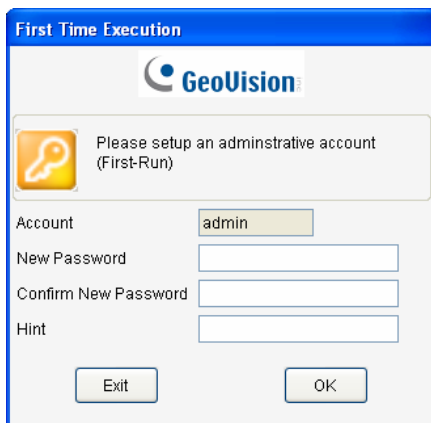 First Time Execution
GeoVision
Please setup an adminstrative account
(First-Run)
Account
admin
New Password
Confirm New Password
Hint
Exit
OK